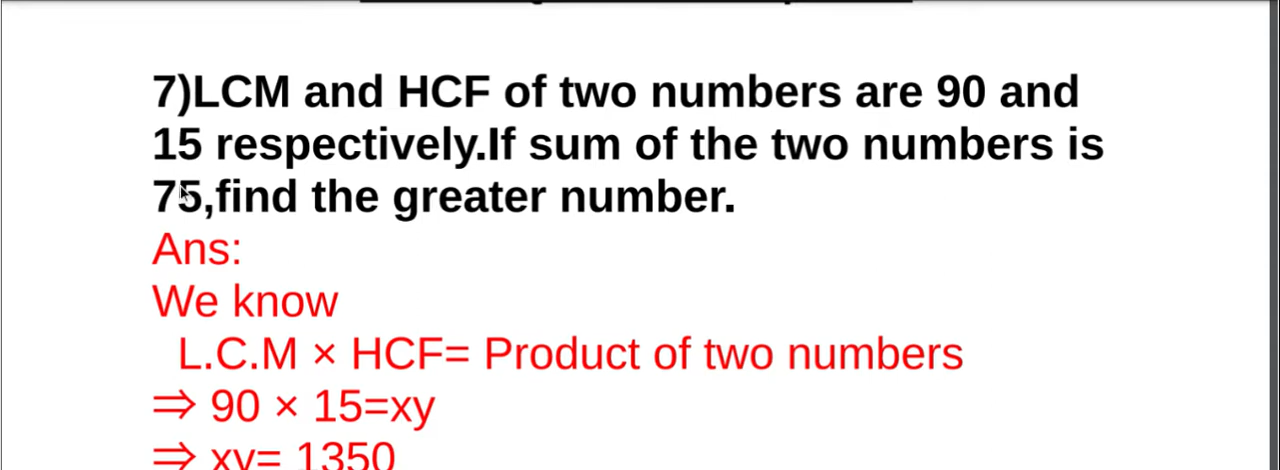 7)LCM and HCF of two numbers are 90 and
15 respectively.If sum of the two numbers is
75,find the greater number.
Ans:
We know
L.C.M × HCF= Product of two numbers
⇒ 90 × 15=xy
⇒ xy= 1350